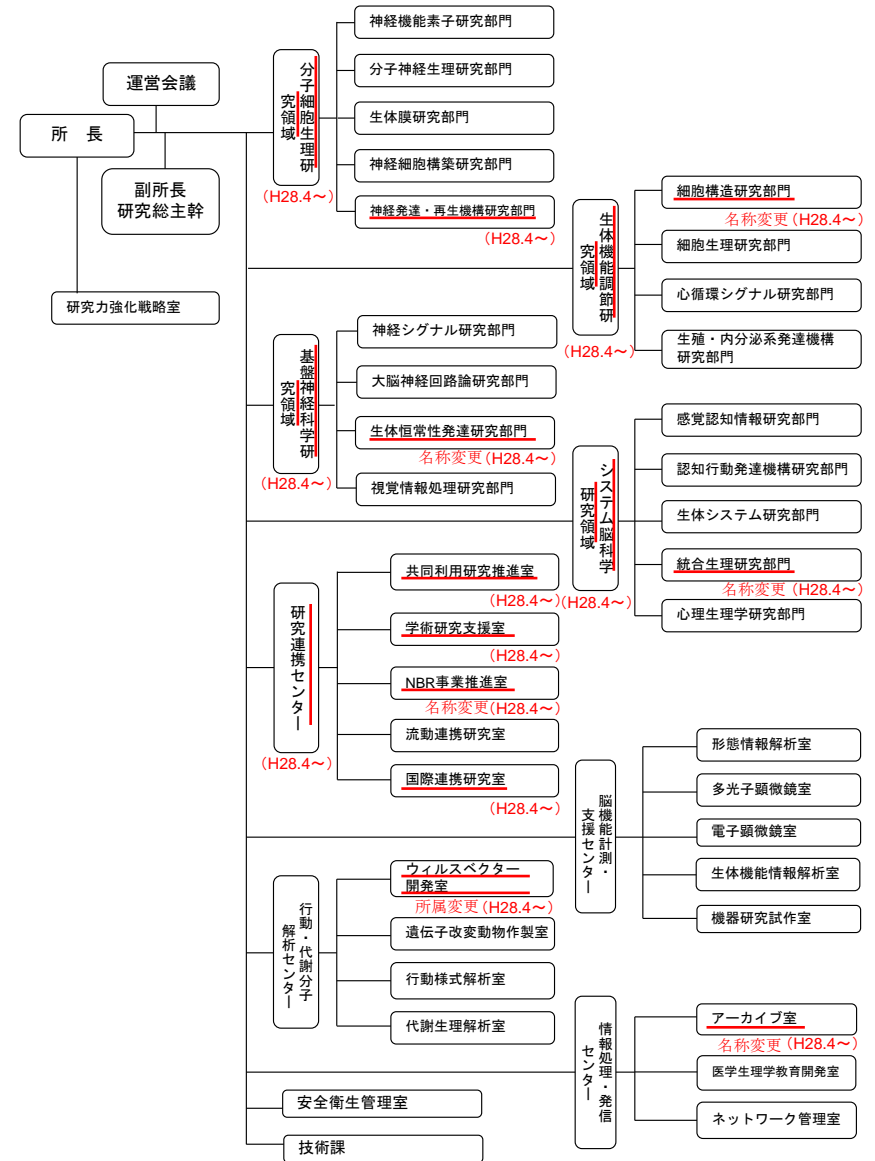 運営会議
所　長
副所長
研究総主幹
研究力強化戦略室
分子細胞生理研
究領域
(H28.4～)
神経機能素子研究部門
分子神経生理研究部門
生体膜研究部門
神経細胞構築研究部門
神経発達・再生機構研究部門
(H28.4～)
生体機能調節研
究領域
(H28.4～)
細胞構造研究部門
名称変更(H28.4～)
細胞生理研究部門
心循環シグナル研究部門
生殖・内分泌系発達機構
研究部門
基盤神経科学研
究領域
(H28.4～)
神経シグナル研究部門
大脳神経回路論研究部門
生体恒常性発達研究部門
名称変更(H28.4～)
視覚情報処理研究部門
システム脳科学
研究領域
(H28.4～)
感覚認知情報研究部門
認知行動発達機構研究部門
生体システム研究部門
統合生理研究部門
名称変更(H28.4～)
心理生理学研究部門
研究連携センター
(H28.4～)
共同利用研究推進室
(H28.4～)
学術研究支援室
(H28.4～)
NBR事業推進室
名称変更(H28.4～)
流動連携研究室
国際連携研究室
(H28.4～)
脳機能計測・
支援センター
形態情報解析室
多光子顕微鏡室
電子顕微鏡室
生体機能情報解析室
機器研究試作室
行動・代謝分子
解析センター
ウィルスベクター
開発室
所属変更(H28.4～)
遺伝子改変動物作製室
行動様式解析室
代謝生理解析室
情報処理・発信
センター
アーカイブ室
名称変更(H28.4～)
医学生理学教育開発室
ネットワーク管理室
安全衛生管理室
技術課